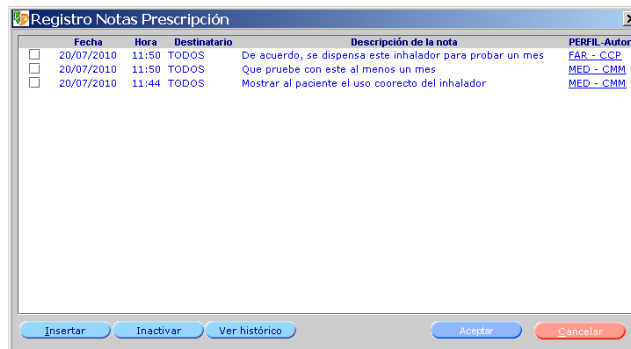 Registro Notas Prescripción
Fecha Hora Destinatario Descripción de la nota PERFIL-Autor
20/07/2010 11:50 TODOS De acuerdo, se dispensa este inhalador para probar un mes FAR - CCP
20/07/2010 11:50 TODOS Que pruebe con este al menos un mes MED - CMM
20/07/2010 11:44 TODOS Mostrar al paciente el uso coorecto del inhalador MED - CMM
Insertar Inactivar Ver histórico Aceptar Cancelar